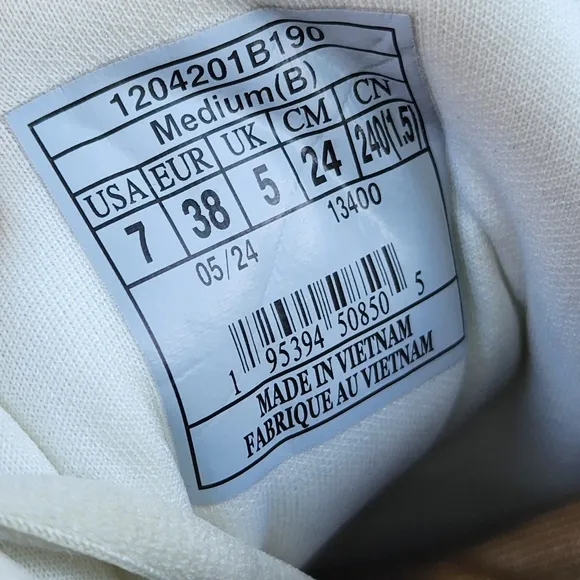 1204201B190
Medium(B)
USA EUR UK CM CN
7 38 5 24 240(1.5)
05/24 13400
1 95394 50850 5
MADE IN VIETNAM
FABRIQUE AU VIETNAM